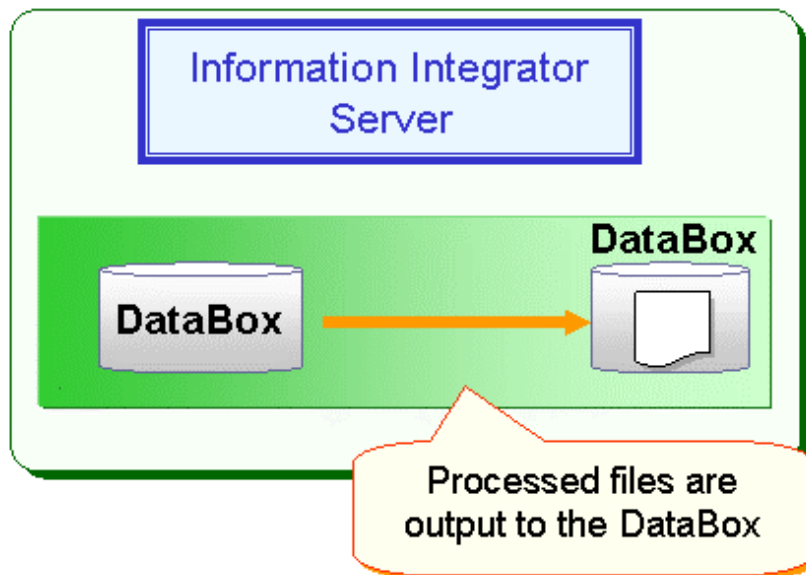 Information Integrator
Server
DataBox
DataBox
Processed files are
output to the DataBox